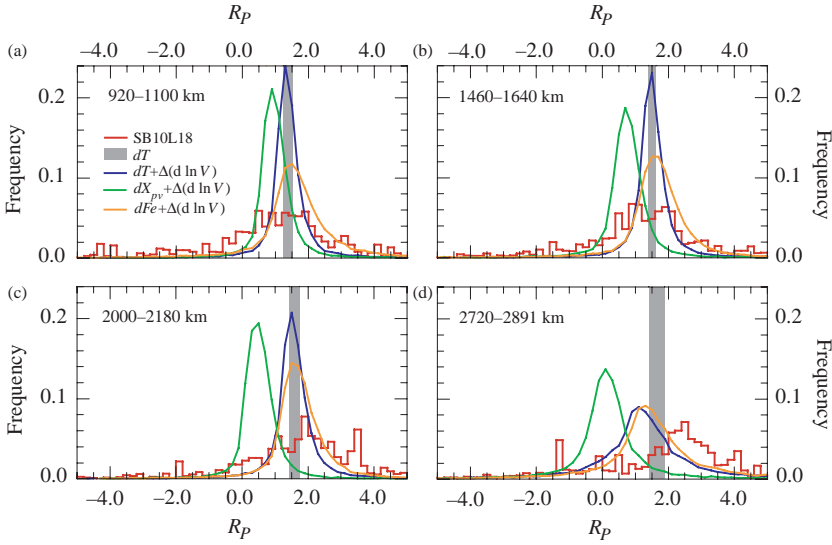 R_P R_P
−4.0 −2.0 0.0 2.0 4.0 −4.0 −2.0 0.0 2.0 4.0
(a) (b)
920–1100 km 1460–1640 km
0.2 0.2
SB10L18
dT
dT+Δ(d ln V)
dX_pv+Δ(d ln V)
dFe+Δ(d ln V)
Frequency Frequency
0.1 0.1
0.0 0.0
(c) (d)
2000–2180 km 2720–2891 km
0.2 0.2
Frequency Frequency
0.1 0.1
0.0 0.0
−4.0 −2.0 0.0 2.0 4.0 −4.0 −2.0 0.0 2.0 4.0
R_P R_P